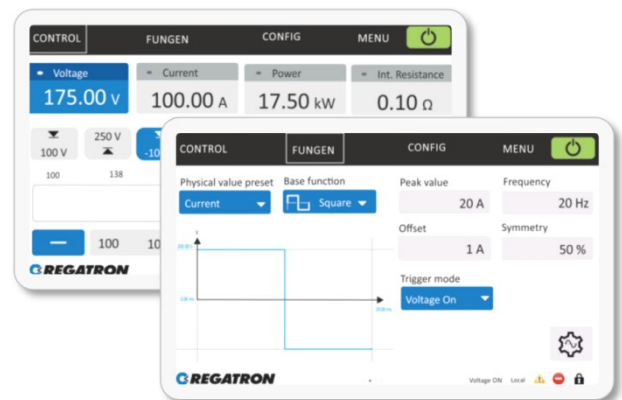 CONTROL FUNGEN CONFIG MENU
Voltage Current Power Int. Resistance
175.00 V 100.00 A 17.50 kW 0.10 Ω
100 V 250 V
100 138
100
REGATRON
CONTROL FUNGEN CONFIG MENU
Physical value preset Base function Peak value Frequency
Current Square 20 A 20 Hz
Offset Symmetry
1 A 50 %
Trigger mode
Voltage On
REGATRON
Voltage ON Local